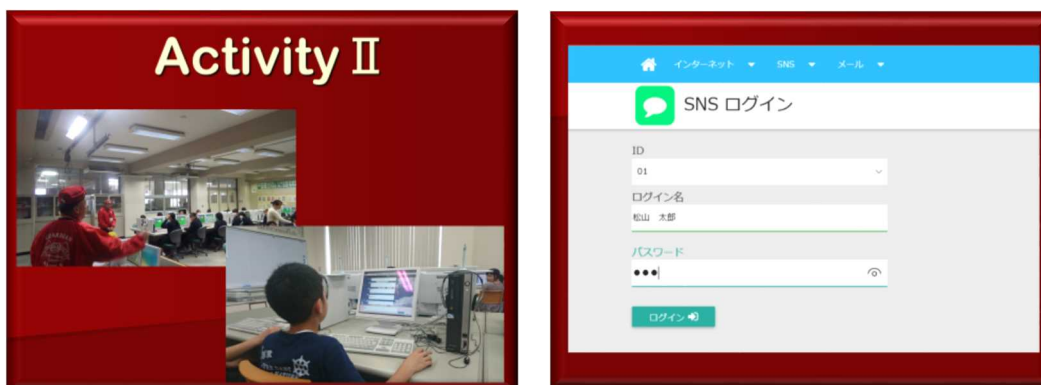 Activity Ⅱ
インターネット SNS メール
SNS ログイン
ID
01
ログイン名
松山 太郎
パスワード
ログイン